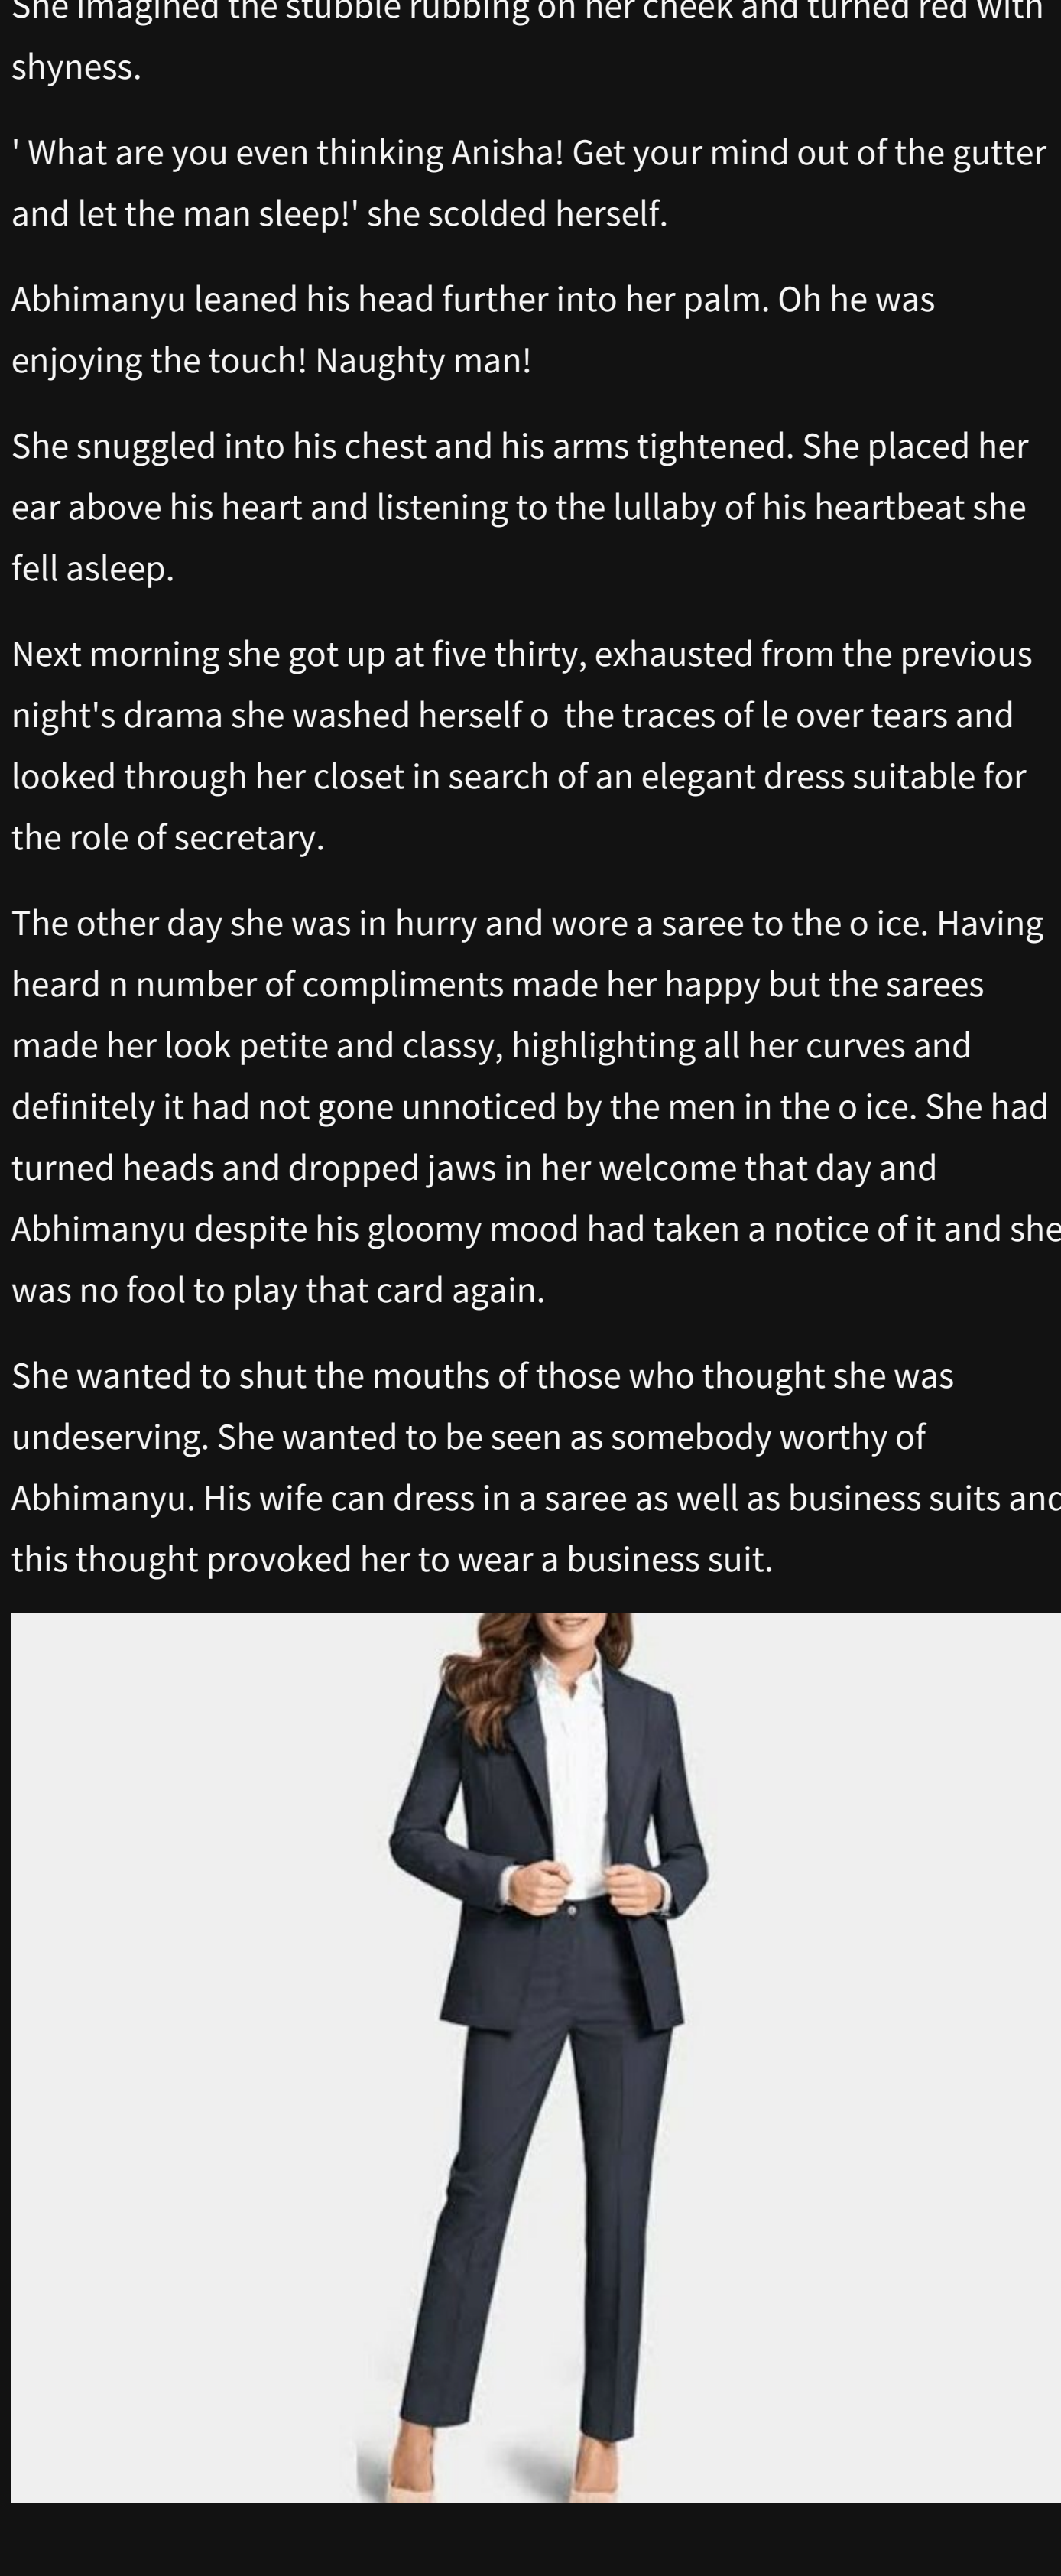 She imagined the stubble rubbing on her cheek and turned red with
shyness.
' What are you even thinking Anisha! Get your mind out of the gutter
and let the man sleep!' she scolded herself.
Abhimanyu leaned his head further into her palm. Oh he was
enjoying the touch! Naughty man!
She snuggled into his chest and his arms tightened. She placed her
ear above his heart and listening to the lullaby of his heartbeat she
fell asleep.
Next morning she got up at five thirty, exhausted from the previous
night's drama she washed herself o  the traces of le over tears and
looked through her closet in search of an elegant dress suitable for
the role of secretary.
The other day she was in hurry and wore a saree to the o ice. Having
heard n number of compliments made her happy but the sarees
made her look petite and classy, highlighting all her curves and
definitely it had not gone unnoticed by the men in the o ice. She had
turned heads and dropped jaws in her welcome that day and
Abhimanyu despite his gloomy mood had taken a notice of it and she
was no fool to play that card again.
She wanted to shut the mouths of those who thought she was
undeserving. She wanted to be seen as somebody worthy of
Abhimanyu. His wife can dress in a saree as well as business suits and
this thought provoked her to wear a business suit.